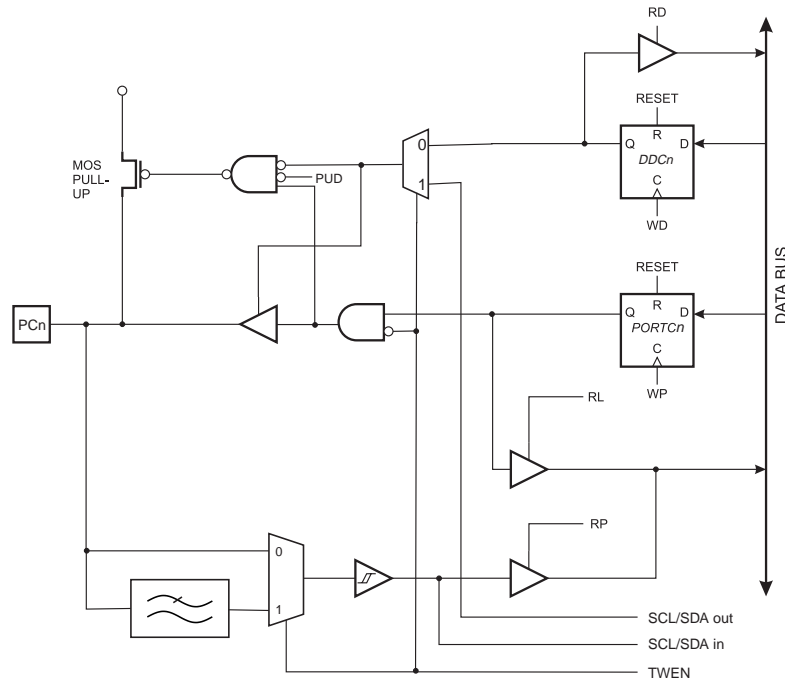 RD
RESET
R
Q
D
DDCn
C
WD
0
1
MOS
PULL-
UP
PUD
DATA BUS
RESET
R
Q
D
PORTCn
C
WP
PCn
RL
RP
0
1
SCL/SDA out
SCL/SDA in
TWEN